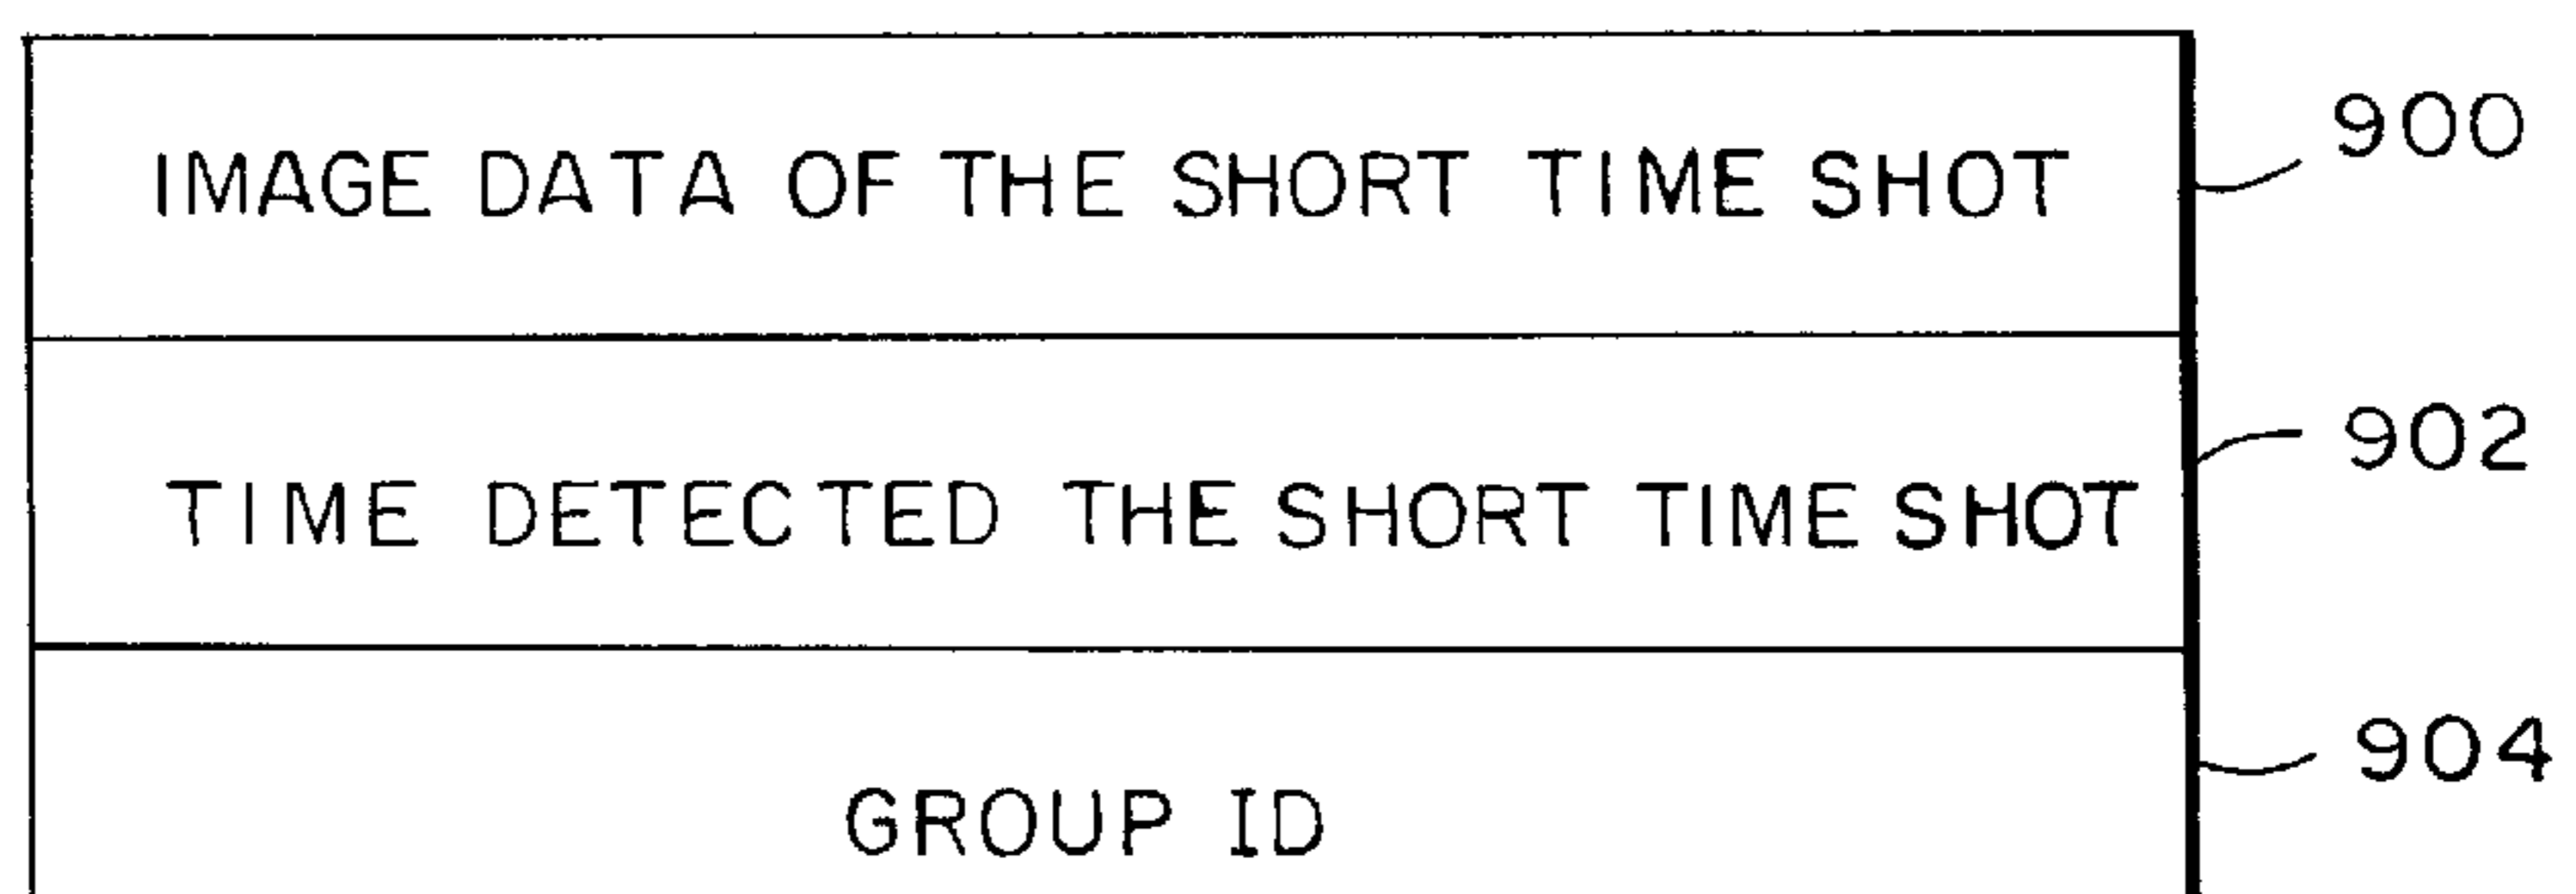 IMAGE DATA OF THE SHORT TIME SHOT 900
TIME DETECTED THE SHORT TIME SHOT 902
GROUP ID 904